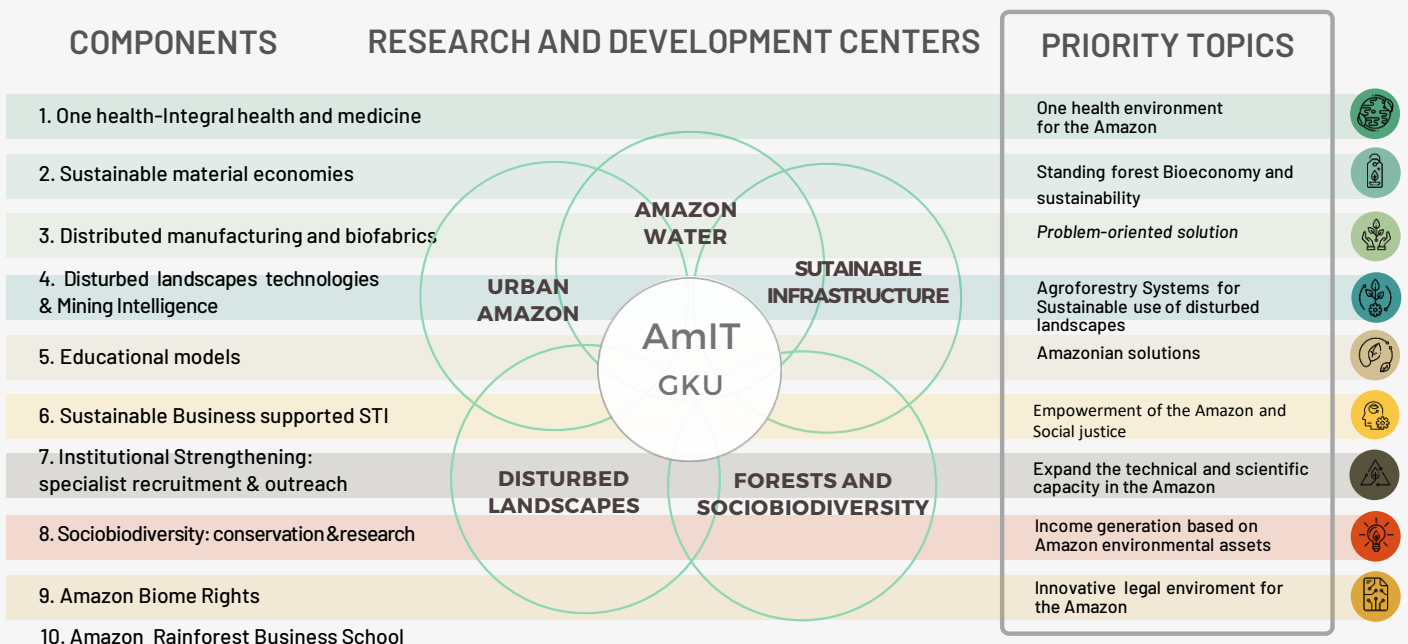 COMPONENTS
RESEARCH AND DEVELOPMENT CENTERS
PRIORITY TOPICS
1. One health-Integral health and medicine
2. Sustainable material economies
3. Distributed manufacturing and biofabrics
4. Disturbed landscapes technologies
& Mining Intelligence
5. Educational models
6. Sustainable Business supported STI
7. Institutional Strengthening:
specialist recruitment & outreach
8. Sociobiodiversity: conservation & research
9. Amazon Biome Rights
10. Amazon Rainforest Business School
AMAZON
WATER
URBAN
AMAZON
SUTAINABLE
INFRASTRUCTURE
AmIT
GKU
DISTURBED
LANDSCAPES
FORESTS AND
SOCIOBIODIVERSITY
One health environment
for the Amazon
Standing forest Bioeconomy and
sustainability
Problem-oriented solution
Agroforestry Systems for
Sustainable use of disturbed
landscapes
Amazonian solutions
Empowerment of the Amazon and
Social justice
Expand the technical and scientific
capacity in the Amazon
Income generation based on
Amazon environmental assets
Innovative legal enviroment for
the Amazon